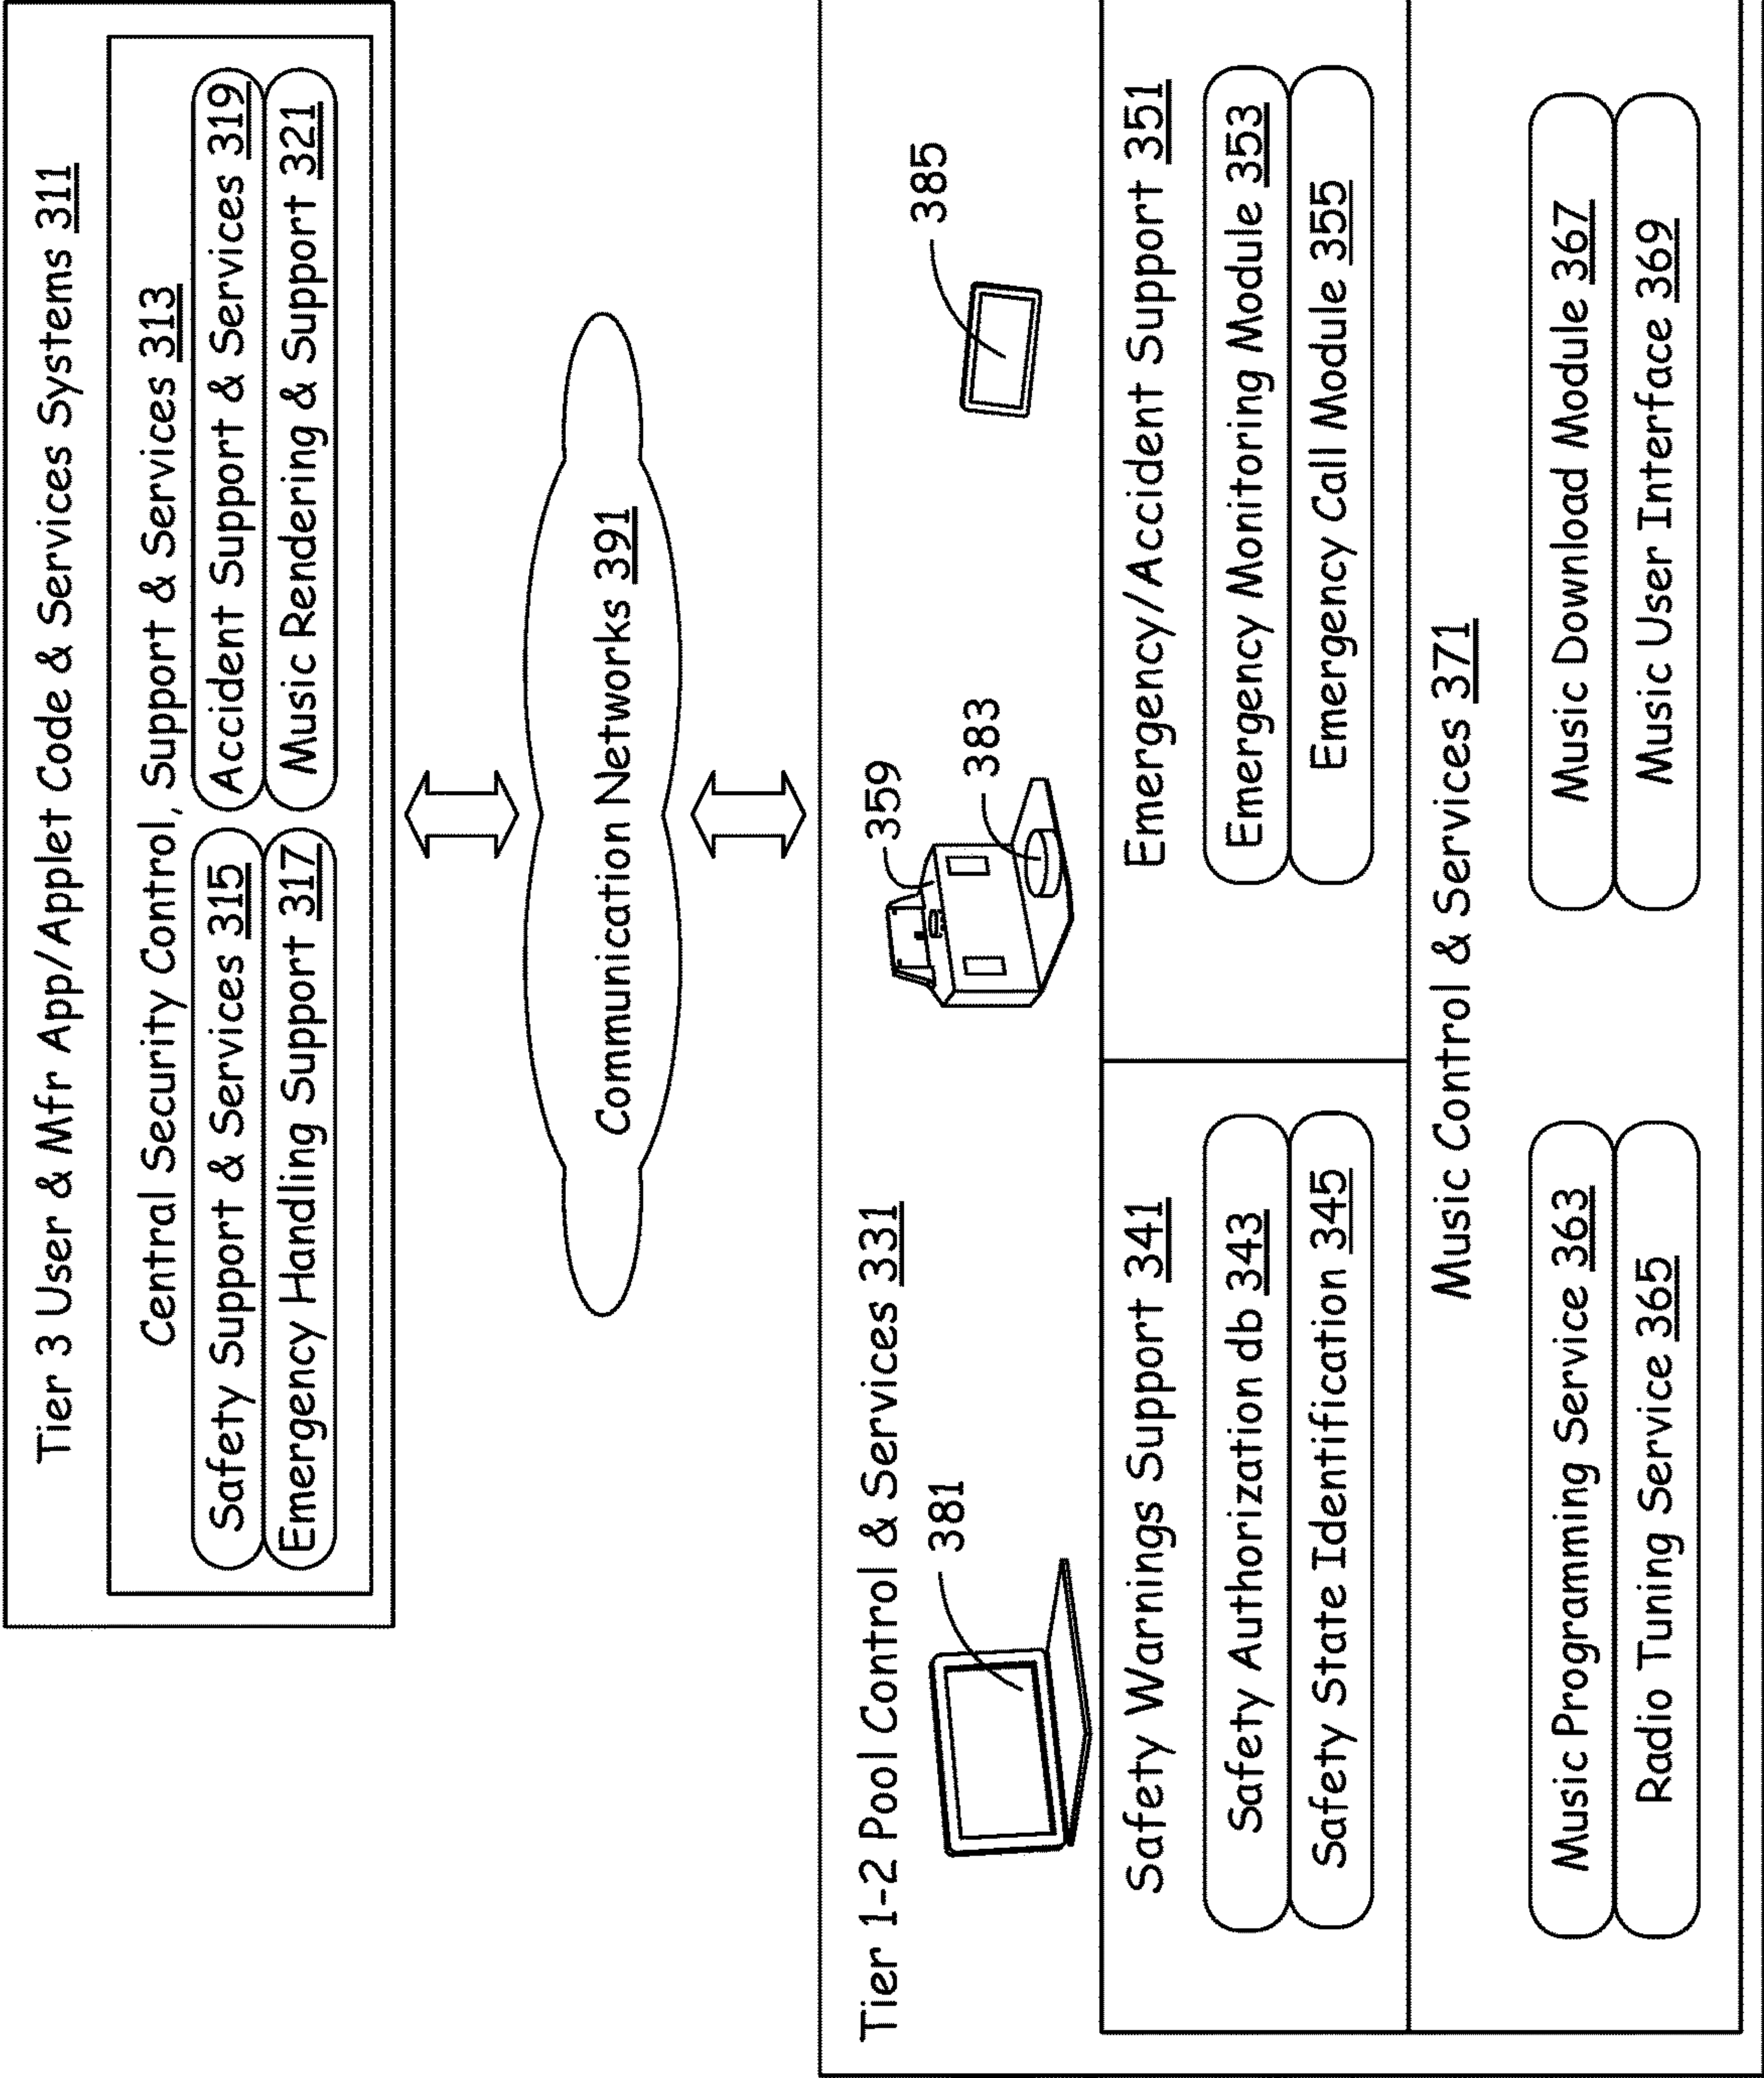 Tier 3 User & Mfr App/Applet Code & Services Systems 311
Central Security Control, Support & Services 313
Safety Support & Services 315
Accident Support & Services 319
Emergency Handling Support 317
Music Rendering & Support 321
Communication Networks 391
Tier 1-2 Pool Control & Services 331
381
359
383
385
Safety Warnings Support 341
Safety Authorization db 343
Safety State Identification 345
Emergency/Accident Support 351
Emergency Monitoring Module 353
Emergency Call Module 355
Music Control & Services 371
Music Programming Service 363
Music Download Module 367
Radio Tuning Service 365
Music User Interface 369